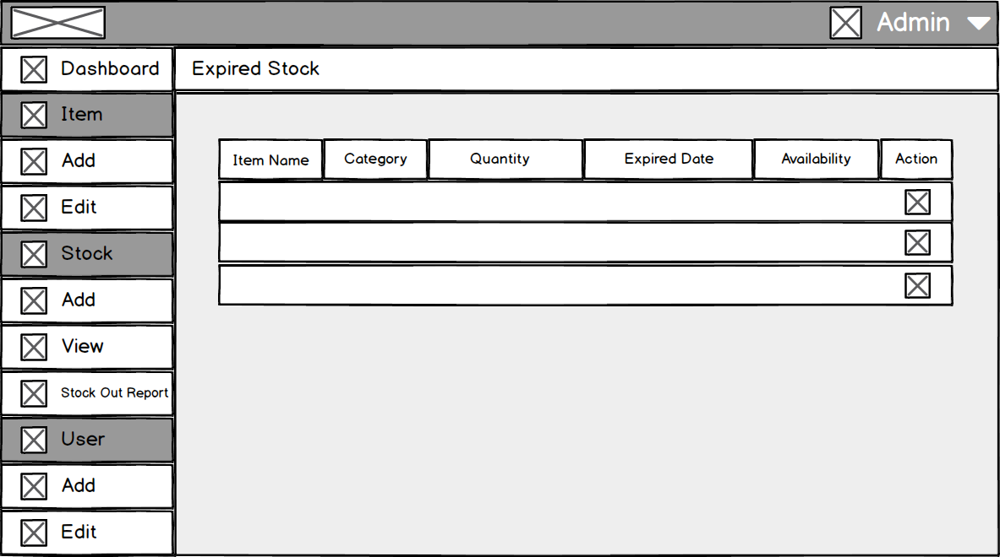 Admin
Dashboard
Expired Stock
Item
Add
Edit
Stock
Add
View
Stock Out Report
User
Add
Edit
Item Name Category Quantity Expired Date Availability Action